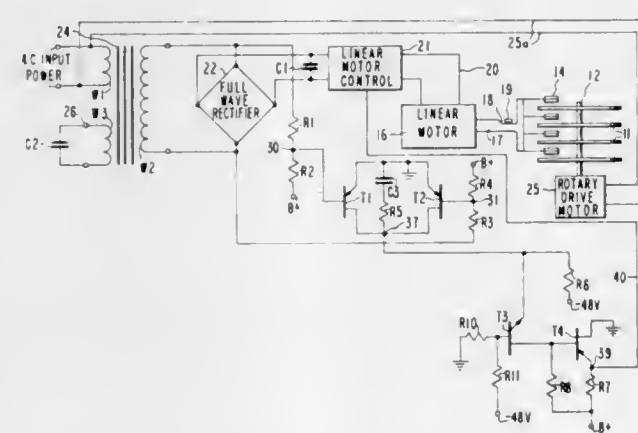 24
25a
A.C. INPUT
POWER
W1
W3
26
C2
W2
22
FULL
WAVE
RECTIFIER
C1
LINEAR
MOTOR
CONTROL
21
20
16
LINEAR
MOTOR
18
19
17
14
12
11
25
ROTARY
DRIVE
MOTOR
30
R1
R2
B+
T1
C3
R5
37
T2
B+
R4
31
R3
R6
-48V
40
R10
T3
T4
39
R11
R8
R7
-48V
B+